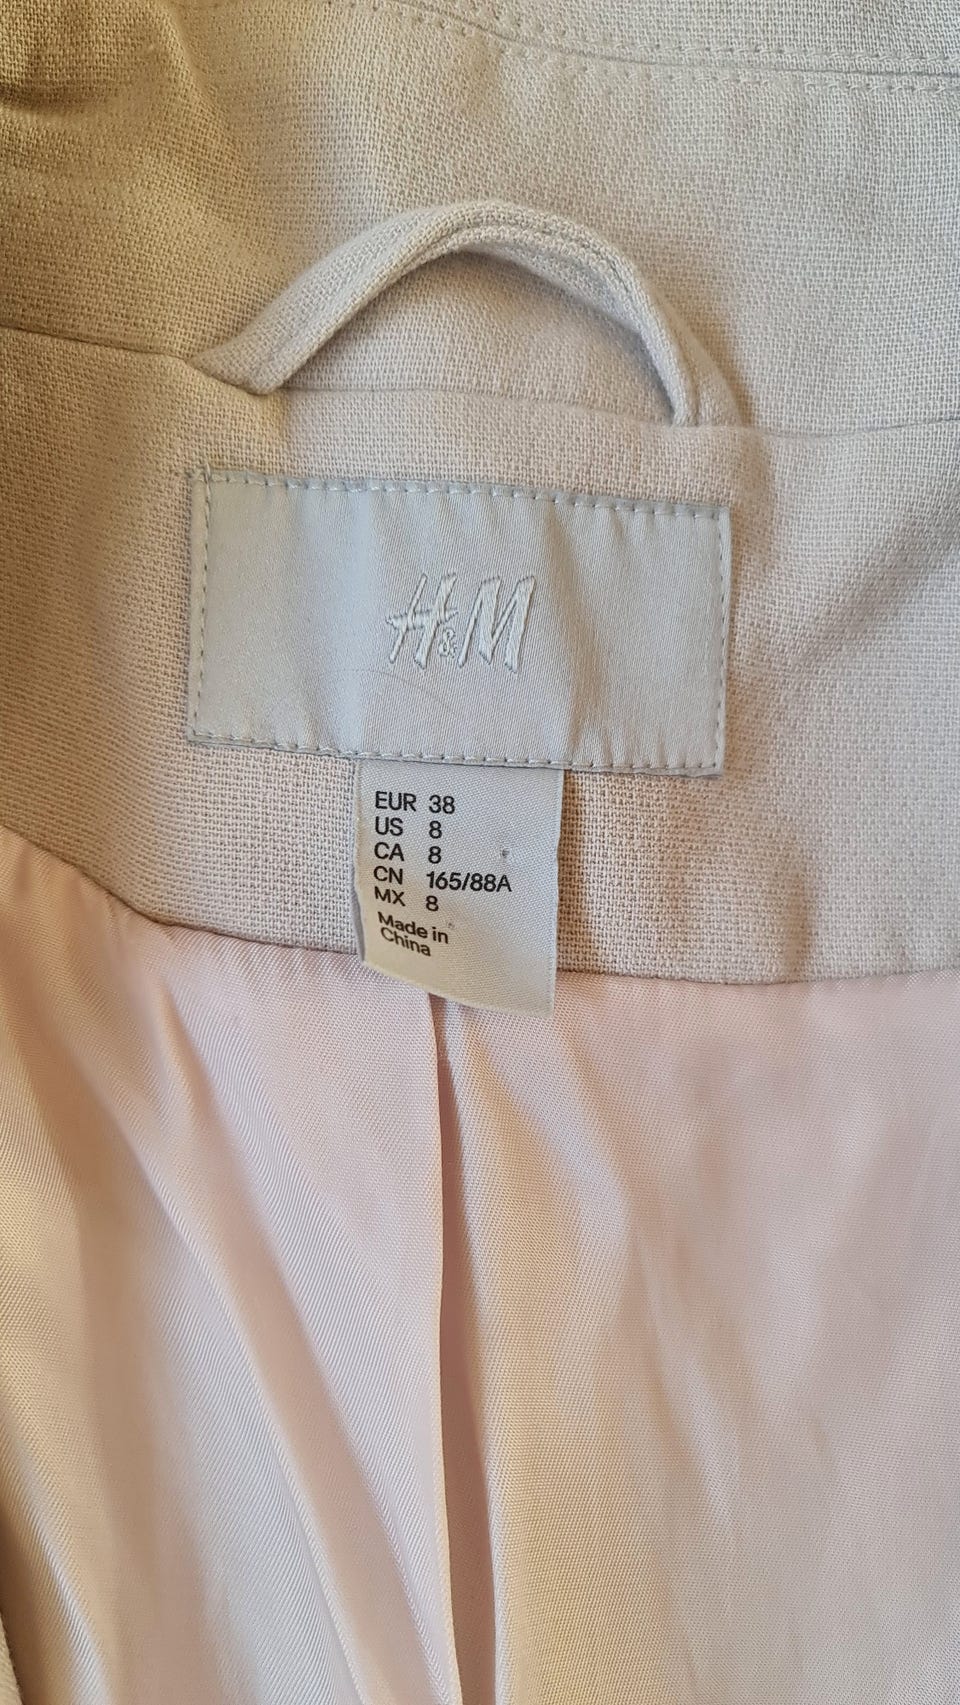 H&M
EUR 38
US 8
CA 8
CN 165/88A
MX 8
Made in
China